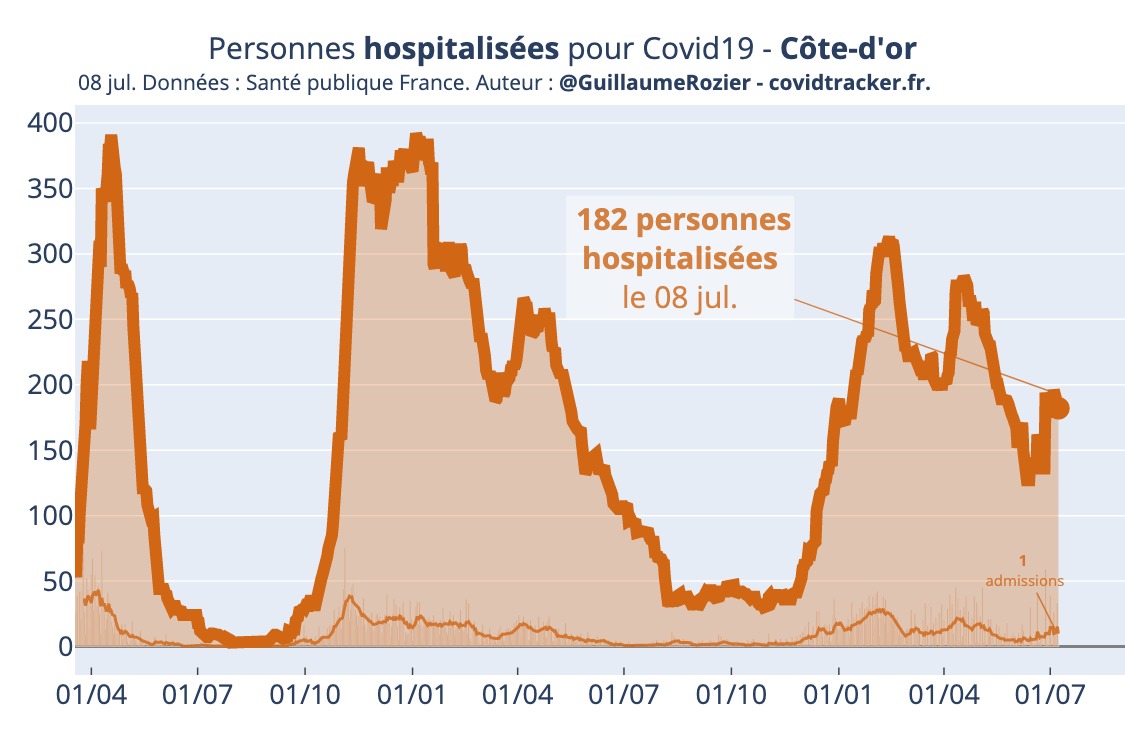 Personnes hospitalisées pour Covid19 - Côte-d'or
08 jul. Données : Santé publique France. Auteur : @GuillaumeRozier - covidtracker.fr.
400
350
300
250
200
150
100
50
0
182 personnes
hospitalisées
le 08 jul.
1
admissions
01/04 01/07 01/10 01/01 01/04 01/07 01/10 01/01 01/04 01/07